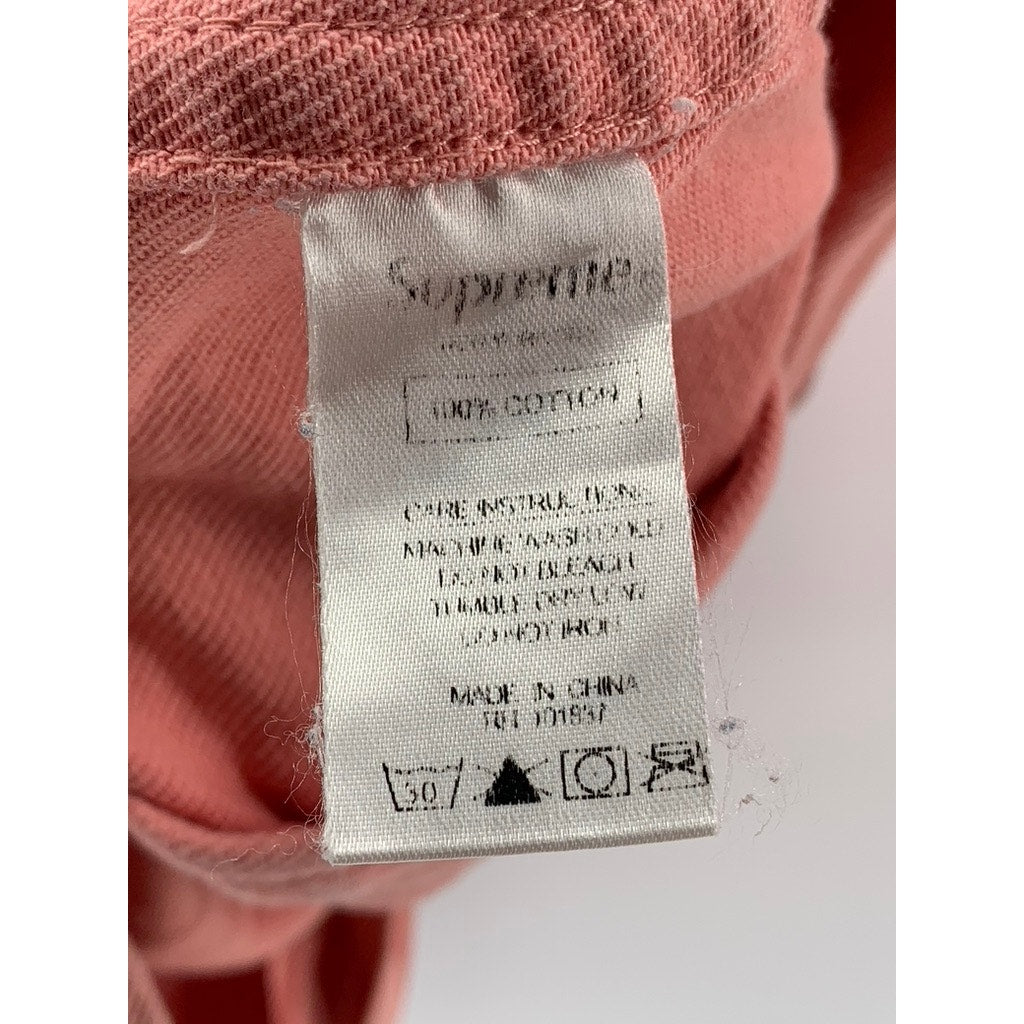 Supreme
100% COTTON
CARE INSTRUCTIONS
MACHINE WASH COLD
DO NOT BLEACH
TUMBLE DRY LOW
DO NOT IRON
MADE IN CHINA
101837
30